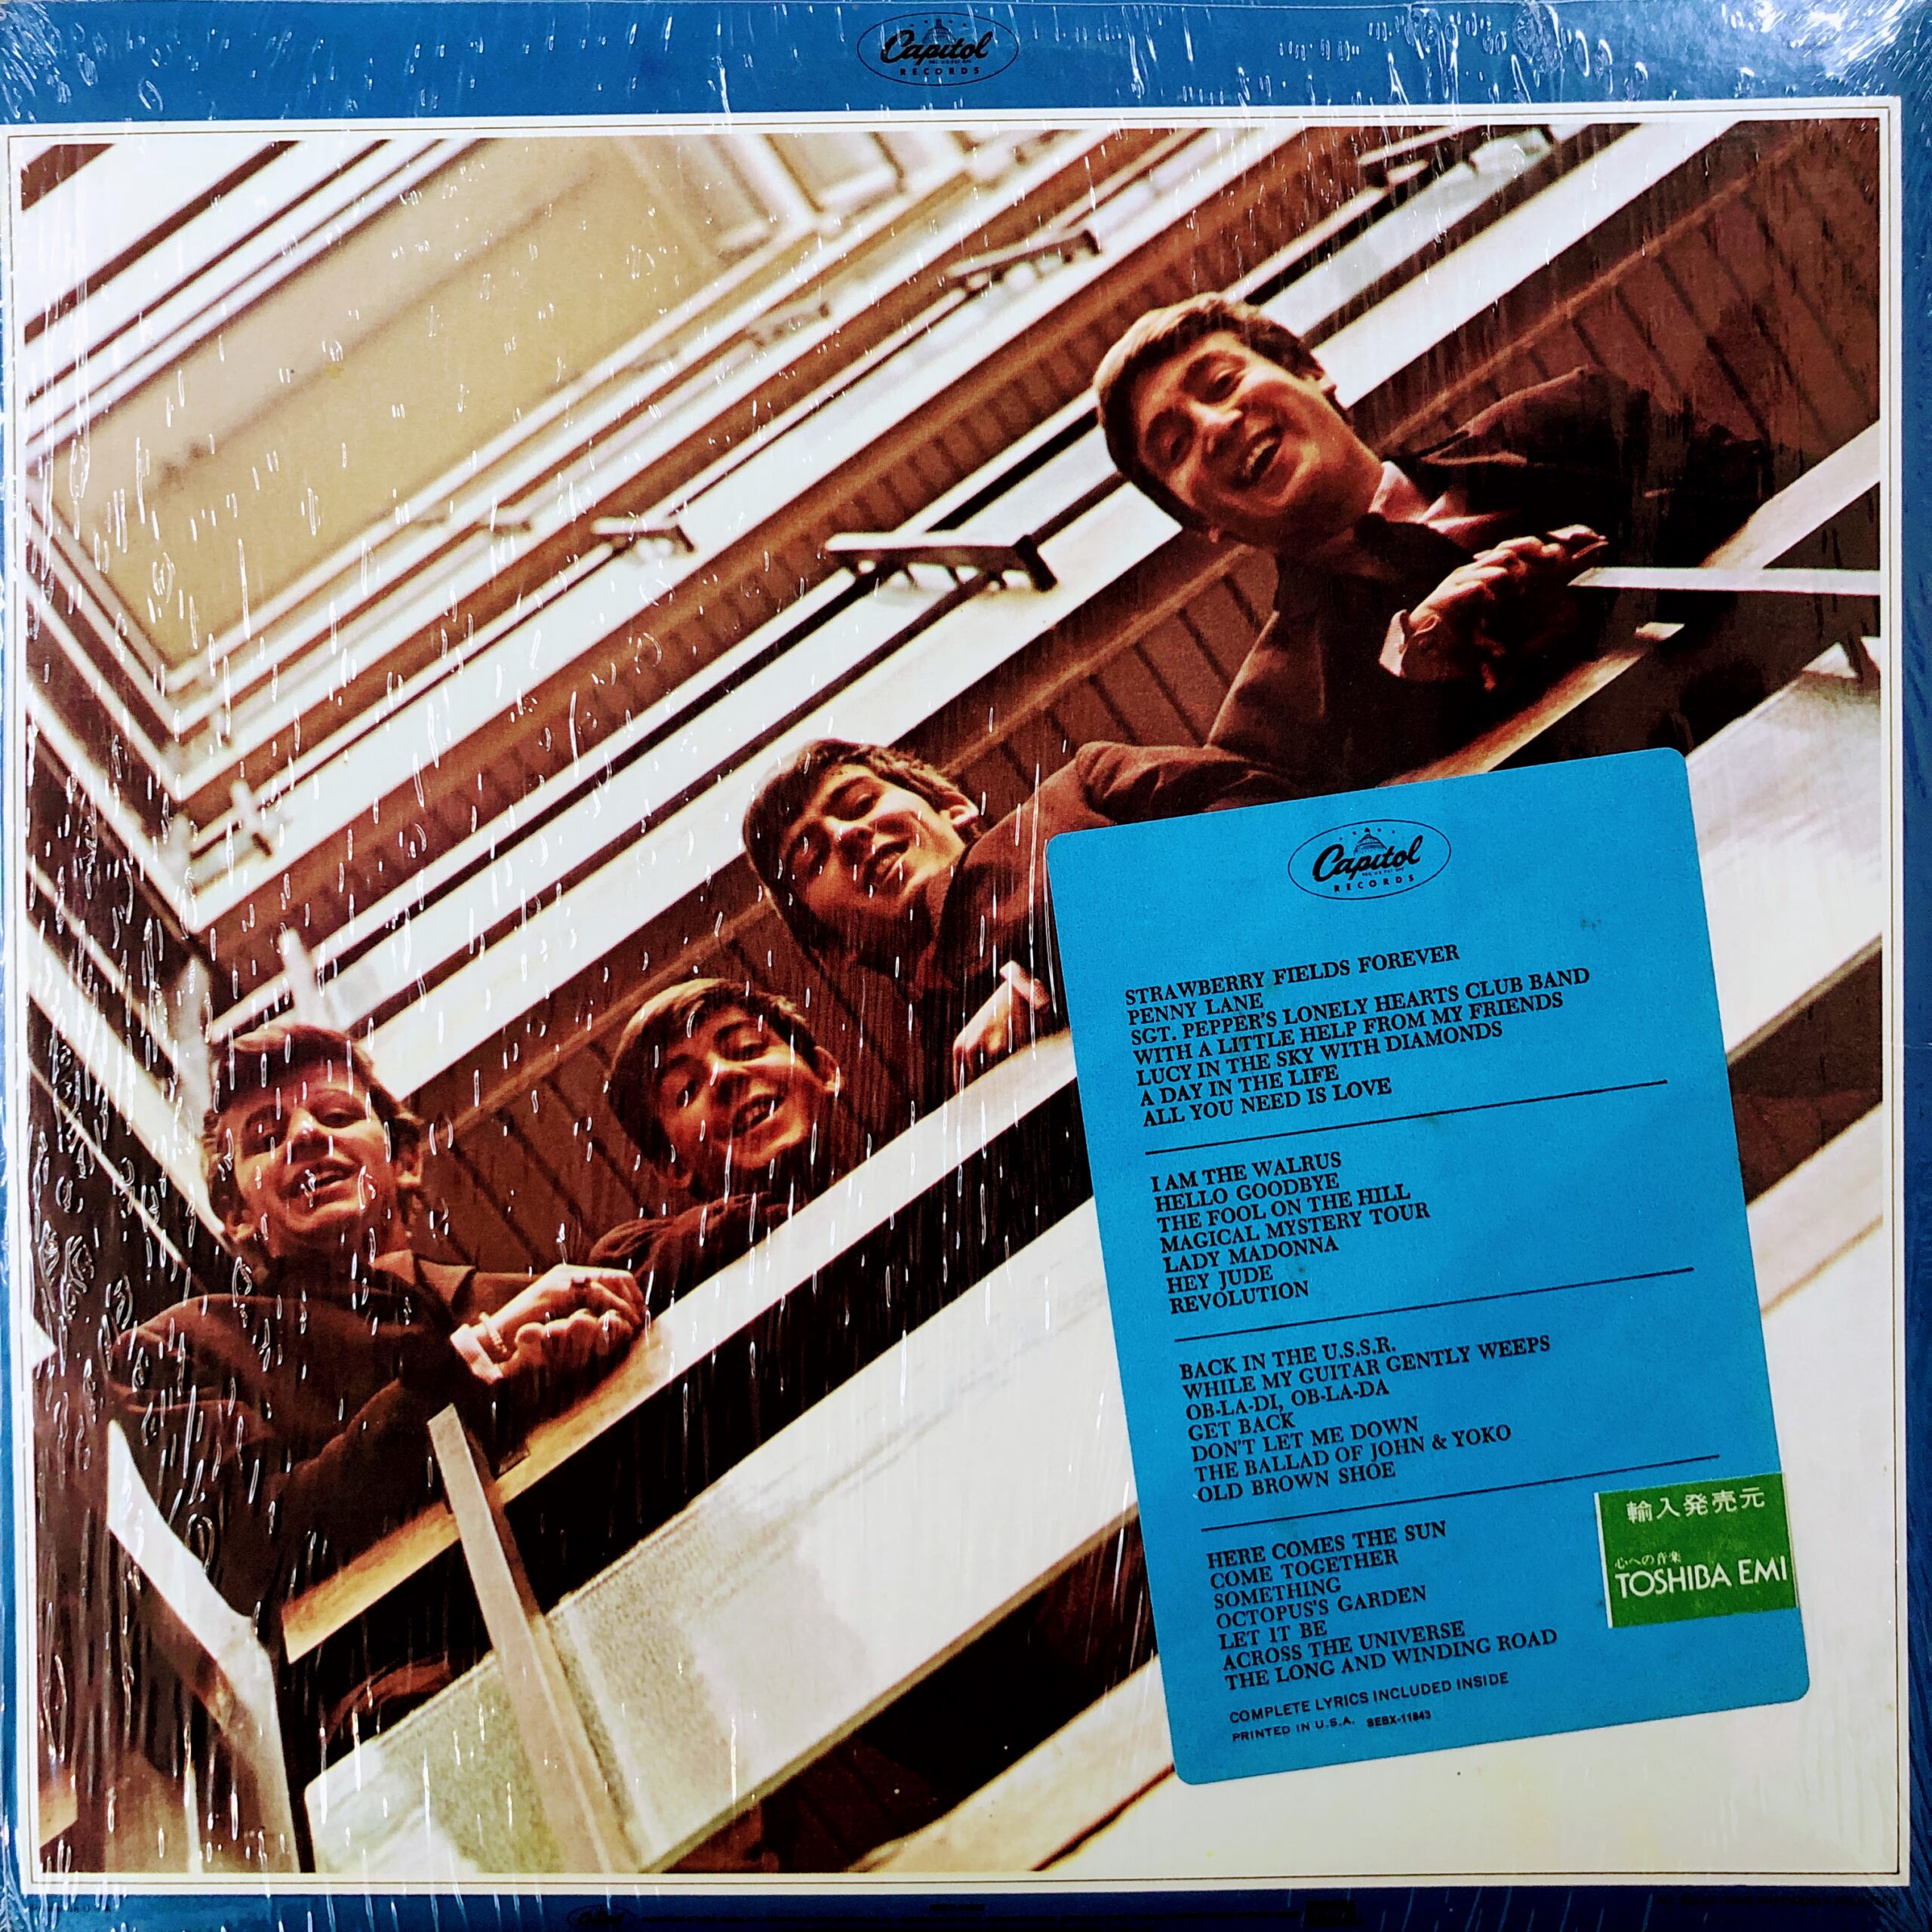 Capitol
RECORDS
Capitol
RECORDS
STRAWBERRY FIELDS FOREVER
PENNY LANE
SGT. PEPPER'S LONELY HEARTS CLUB BAND
WITH A LITTLE HELP FROM MY FRIENDS
LUCY IN THE SKY WITH DIAMONDS
A DAY IN THE LIFE
ALL YOU NEED IS LOVE
I AM THE WALRUS
HELLO GOODBYE
THE FOOL ON THE HILL
MAGICAL MYSTERY TOUR
LADY MADONNA
HEY JUDE
REVOLUTION
BACK IN THE U.S.S.R.
WHILE MY GUITAR GENTLY WEEPS
OB-LA-DI, OB-LA-DA
GET BACK
DON'T LET ME DOWN
THE BALLAD OF JOHN & YOKO
OLD BROWN SHOE
HERE COMES THE SUN
COME TOGETHER
SOMETHING
OCTOPUS'S GARDEN
LET IT BE
ACROSS THE UNIVERSE
THE LONG AND WINDING ROAD
COMPLETE LYRICS INCLUDED INSIDE
PRINTED IN U.S.A. SEBX-11843
輸入発売元
心への音楽
TOSHIBA EMI